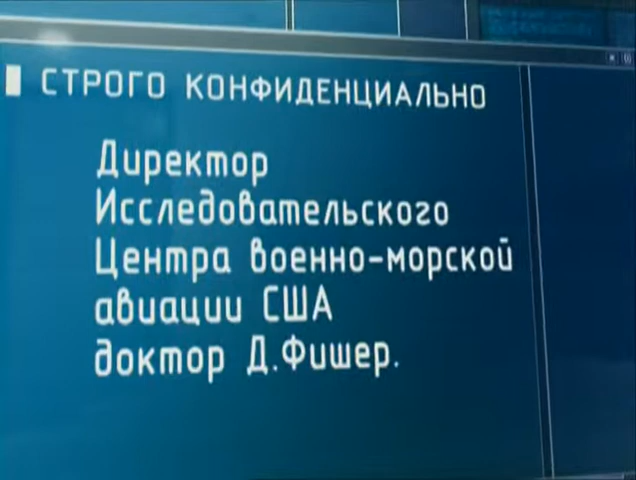 СТРОГО КОНФИДЕНЦИАЛЬНО
Директор
Исследовательского
Центра военно-морской
авиации США
доктор Д.Фишер.